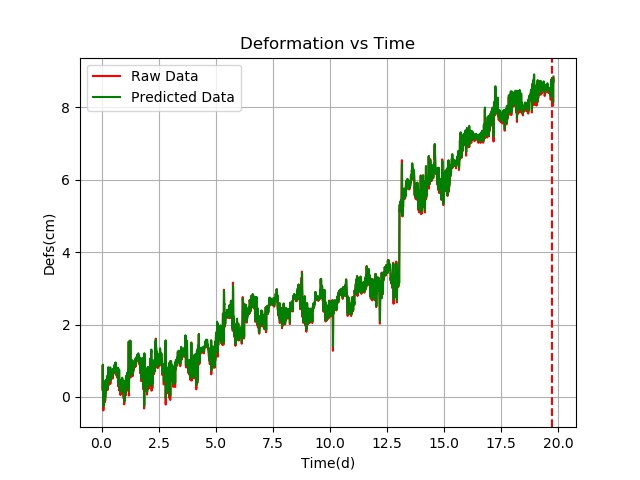 Deformation vs Time
Raw Data
Predicted Data
Defs(cm)
8
6
4
2
0
0.0 2.5 5.0 7.5 10.0 12.5 15.0 17.5 20.0
Time(d)